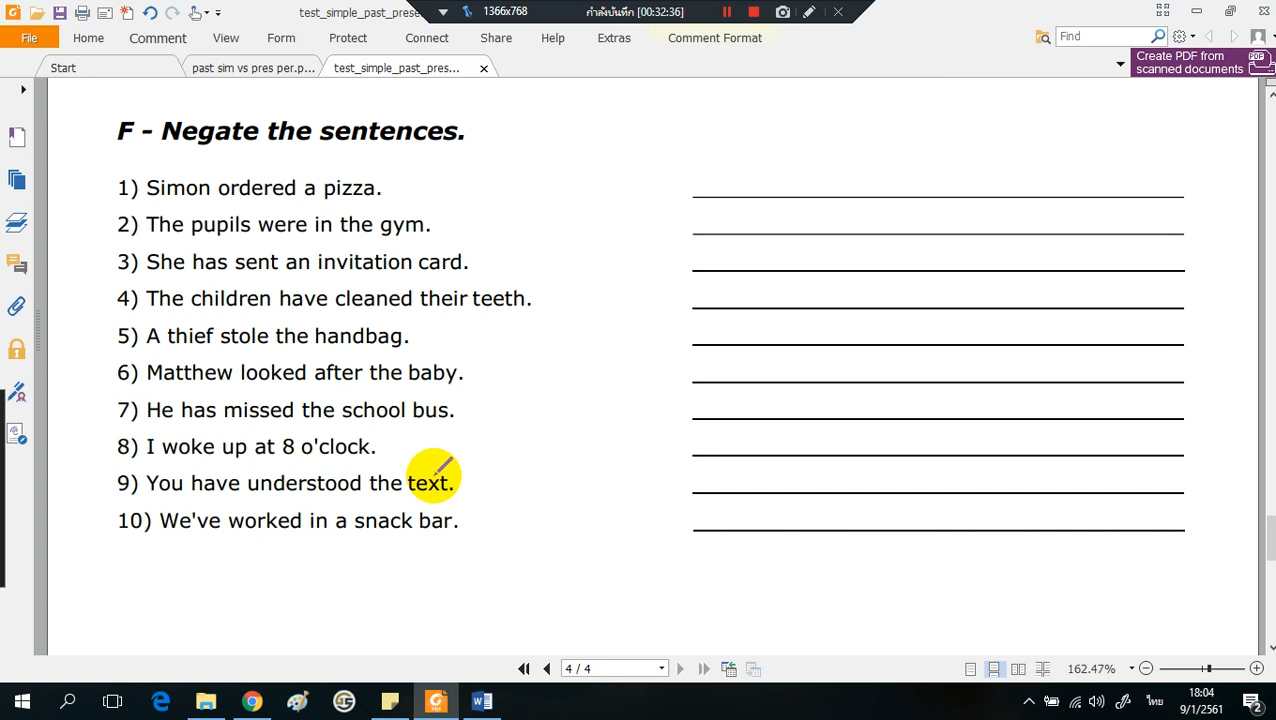 test_simple_past_prese
1366x768
กำลังบันทึก [00:32:36]
File Home Comment View Form Protect Connect Share Help Extras Comment Format Find
Start past sim vs pres per.p... test_simple_past_pres...
Create PDF from
scanned documents
F - Negate the sentences.
1) Simon ordered a pizza.
2) The pupils were in the gym.
3) She has sent an invitation card.
4) The children have cleaned their teeth.
5) A thief stole the handbag.
6) Matthew looked after the baby.
7) He has missed the school bus.
8) I woke up at 8 o'clock.
9) You have understood the text.
10) We've worked in a snack bar.
4 / 4
162.47%
18:04
ไทย
9/1/2561
2